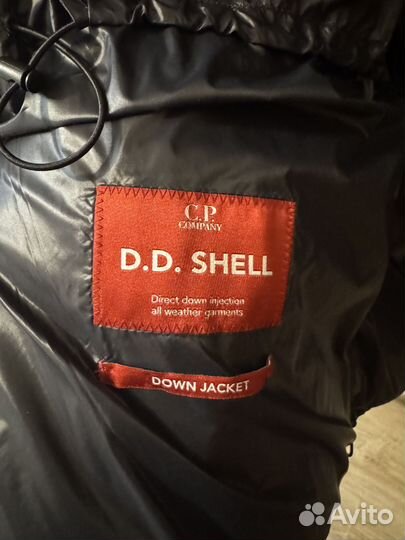 C.P.
COMPANY
D.D. SHELL
Direct down injection
all weather garments
DOWN JACKET
Avito